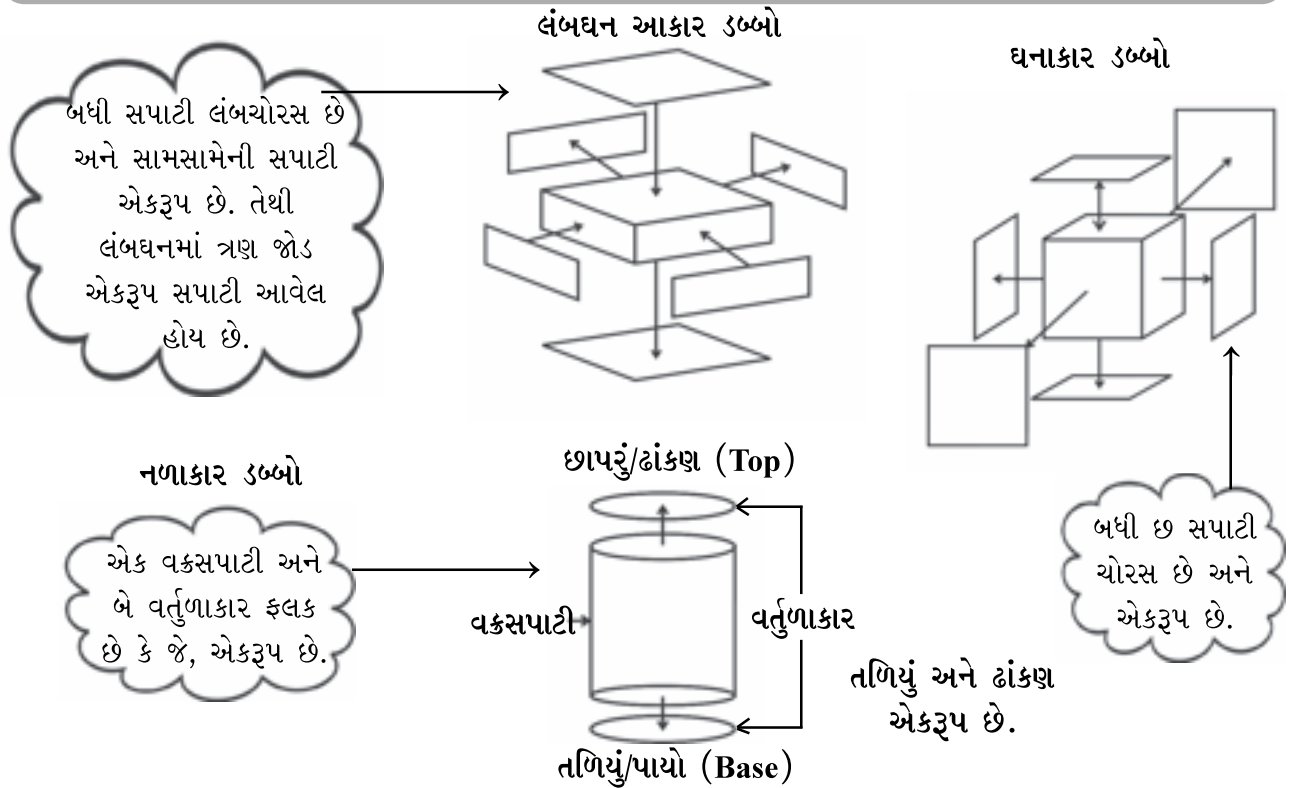 લંબઘન આકાર ડબ્બો
ઘનાકાર ડબ્બો
બધી સપાટી લંબચોરસ છે
અને સામસામેની સપાટી
એકરૂપ છે. તેથી
લંબઘનમાં ત્રણ જોડ
એકરૂપ સપાટી આવેલ
હોય છે.
નળાકાર ડબ્બો
એક વક્રસપાટી અને
બે વર્તુળાકાર ફલક
છે કે જે, એકરૂપ છે.
છાપરું/ઢાંકણ (Top)
વક્રસપાટી
વર્તુળાકાર
તળિયું/પાયો (Base)
તળિયું અને ઢાંકણ
એકરૂપ છે.
બધી છ સપાટી
ચોરસ છે અને
એકરૂપ છે.